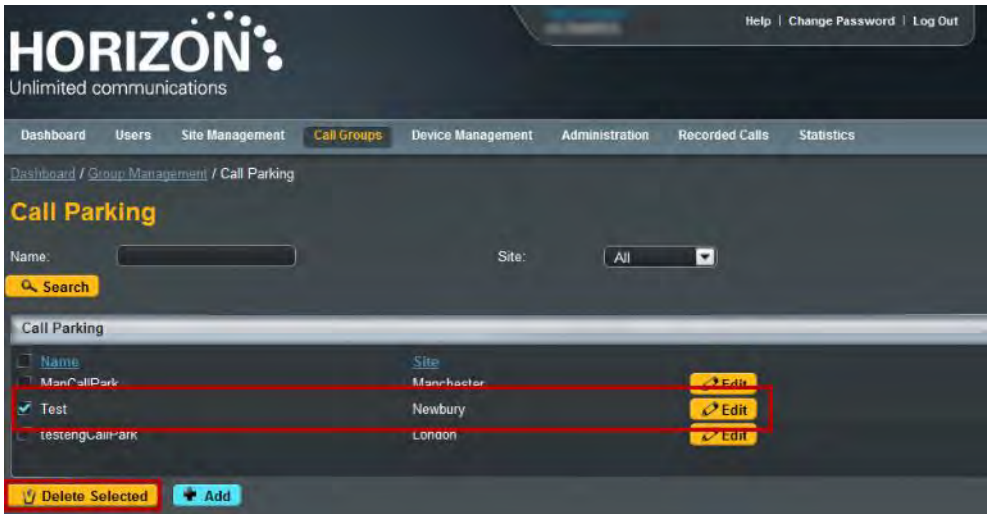 Help | Change Password | Log Out
HORIZON
Unlimited communications
Dashboard Users Site Management Call Groups Device Management Administration Recorded Calls Statistics
Dashboard / Group Management / Call Parking
Call Parking
Name: Site: All
Search
Call Parking
Name Site
ManCallPark Manchester Edit
Test Newbury Edit
testengCallPark London Edit
Delete Selected Add